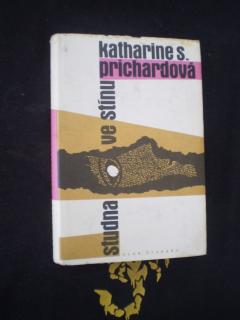 katharine s.
prichardová
studna ve stínu